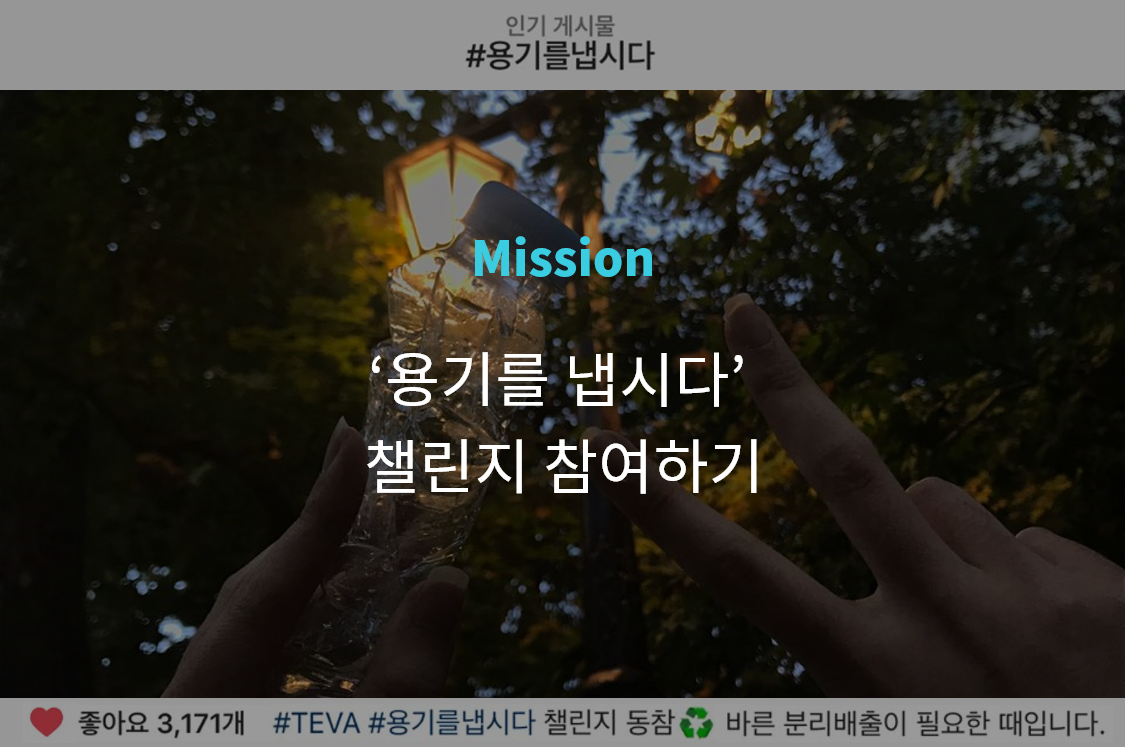 인기 게시물
#용기를냅시다
Mission
‘용기를 냅시다’
챌린지 참여하기
좋아요 3,171개 #TEVA #용기를냅시다 챌린지 동참♻️ 바른 분리배출이 필요한 때입니다.